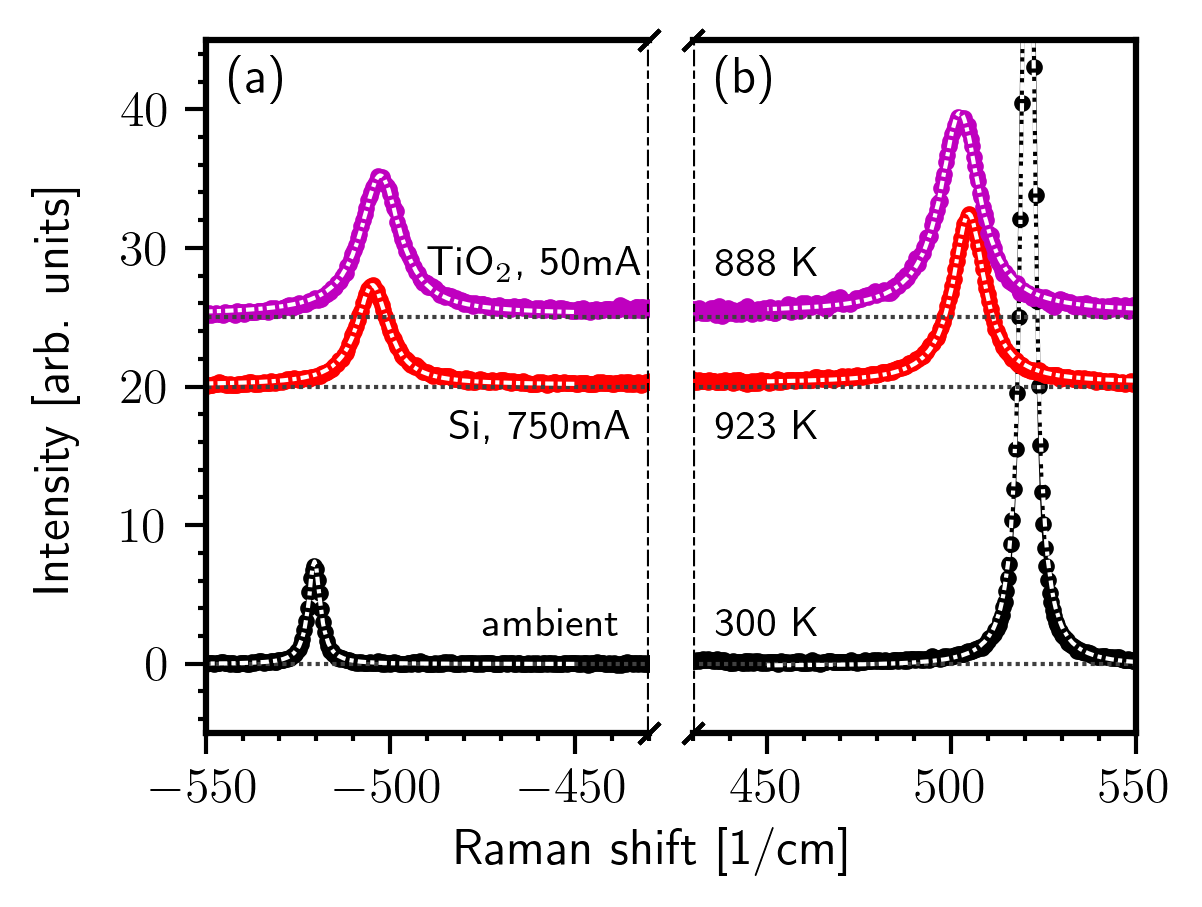 (a)
(b)
40
30
20
10
0
Intensity [arb. units]
TiO₂, 50mA
888 K
Si, 750mA
923 K
ambient
300 K
−550
−500
−450
450
500
550
Raman shift [1/cm]